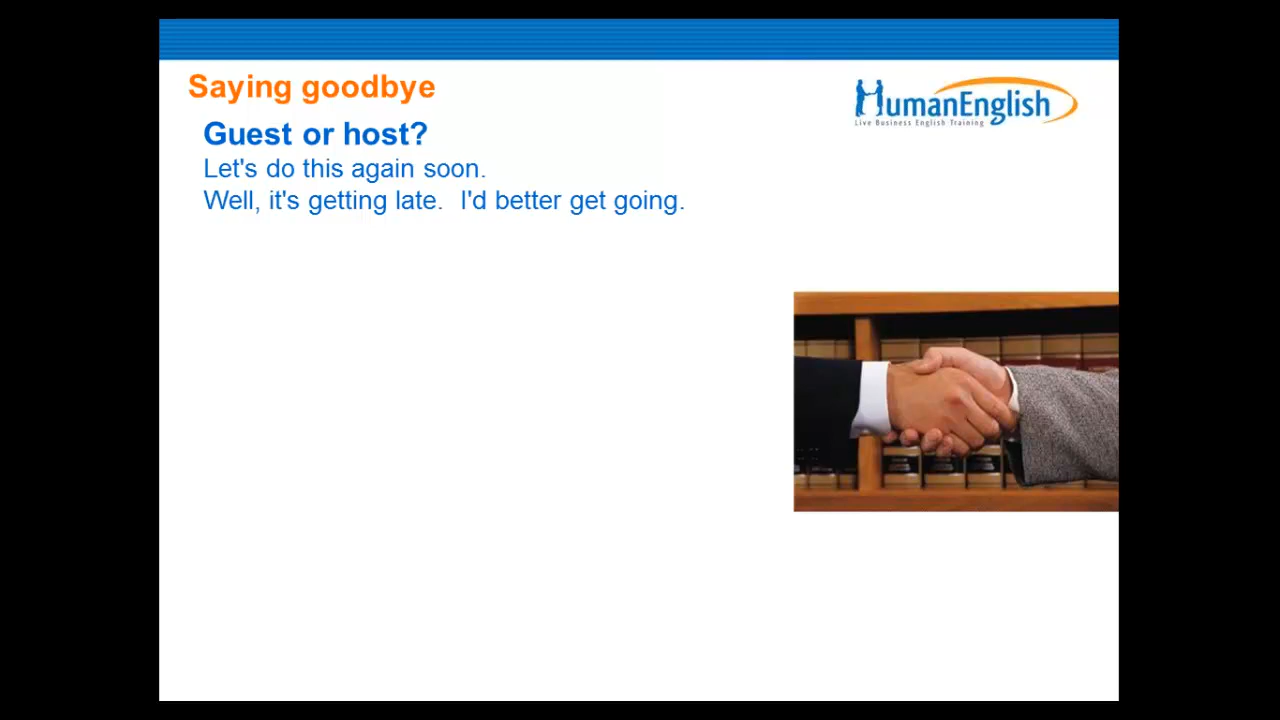 Saying goodbye
HumanEnglish
Live Business English Training
Guest or host?
Let's do this again soon.
Well, it's getting late.  I'd better get going.